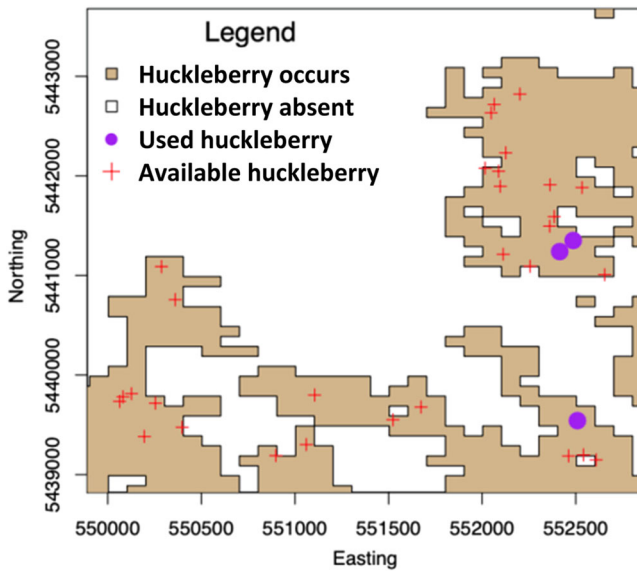 Legend
Huckleberry occurs
Huckleberry absent
Used huckleberry
Available huckleberry
Northing
5443000
5442000
5441000
5440000
5439000
550000 550500 551000 551500 552000 552500
Easting